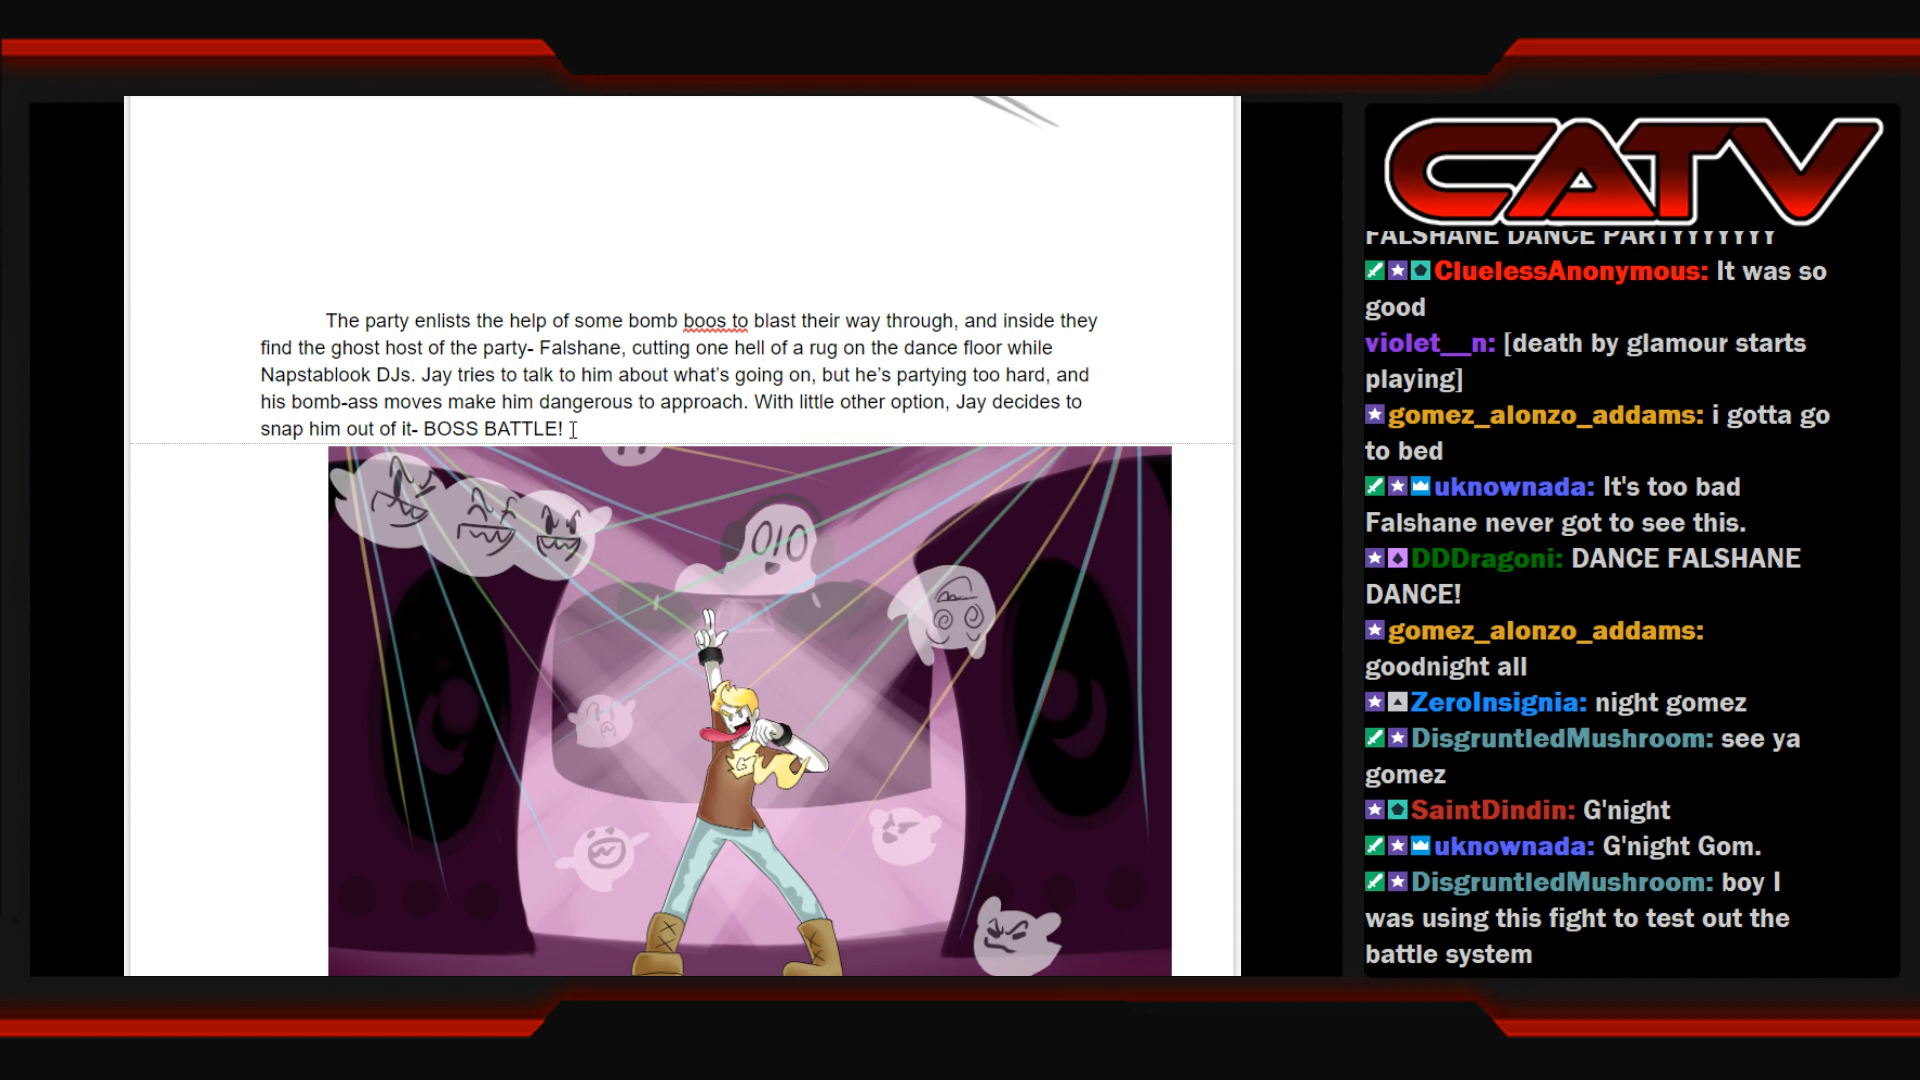 The party enlists the help of some bomb boos to blast their way through, and inside they
find the ghost host of the party- Falshane, cutting one hell of a rug on the dance floor while
Napstablook DJs. Jay tries to talk to him about what's going on, but he's partying too hard, and
his bomb-ass moves make him dangerous to approach. With little other option, Jay decides to
snap him out of it- BOSS BATTLE!
CATV
FALSHANE DANCE PARTYYYYYYY
CluelessAnonymous: It was so
good
violet__n: [death by glamour starts
playing]
gomez_alonzo_addams: i gotta go
to bed
uknownada: It's too bad
Falshane never got to see this.
DDDragoni: DANCE FALSHANE
DANCE!
gomez_alonzo_addams:
goodnight all
ZeroInsignia: night gomez
DisgruntledMushroom: see ya
gomez
SaintDindin: G'night
uknownada: G'night Gom.
DisgruntledMushroom: boy I
was using this fight to test out the
battle system